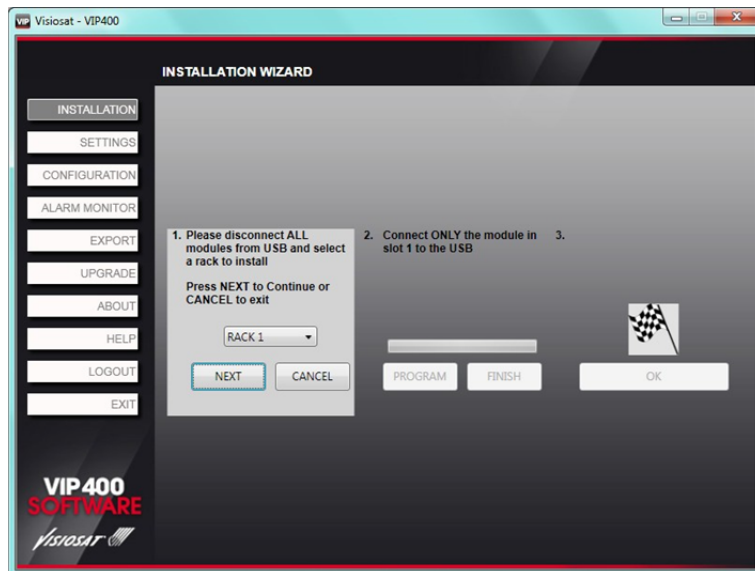 VIP Visiosat - VIP400
INSTALLATION WIZARD
INSTALLATION
SETTINGS
CONFIGURATION
ALARM MONITOR
EXPORT
UPGRADE
ABOUT
HELP
LOGOUT
EXIT
1. Please disconnect ALL
modules from USB and select
a rack to install
Press NEXT to Continue or
CANCEL to exit
RACK 1
NEXT
CANCEL
2. Connect ONLY the module in
slot 1 to the USB
PROGRAM
FINISH
3.
OK
VIP400
SOFTWARE
VISIOSAT